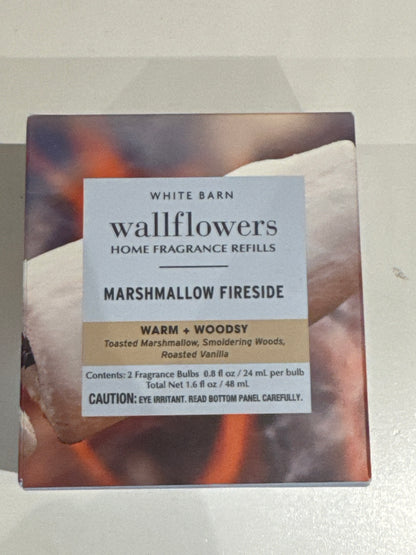 WHITE BARN
wallflowers
HOME FRAGRANCE REFILLS
MARSHMALLOW FIRESIDE
WARM + WOODSY
Toasted Marshmallow, Smoldering Woods,
Roasted Vanilla
Contents: 2 Fragrance Bulbs 0.8 fl oz / 24 mL per bulb
Total Net 1.6 fl oz / 48 mL
CAUTION: EYE IRRITANT. READ BOTTOM PANEL CAREFULLY.